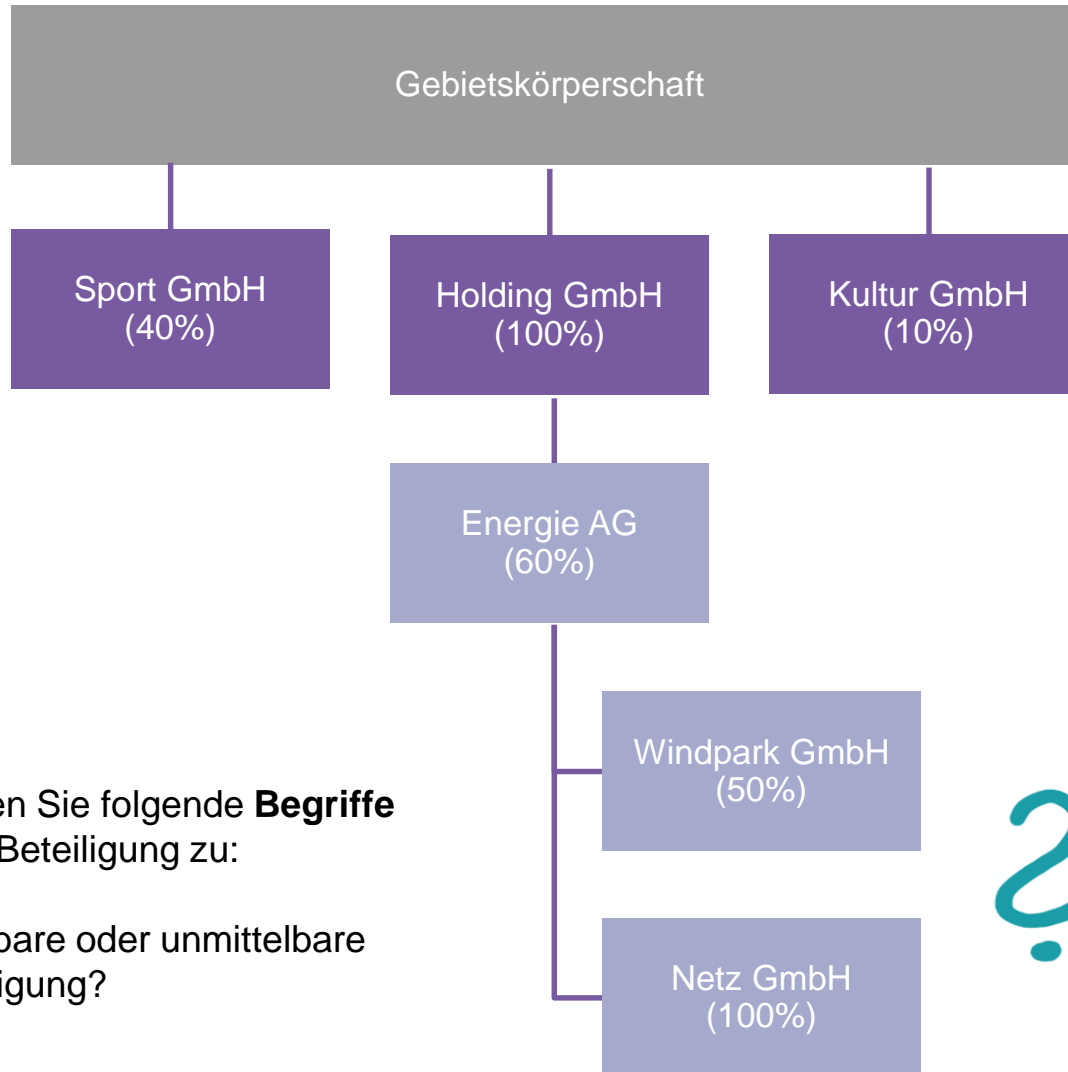 Gebietskörperschaft
Sport GmbH
(40%)
Holding GmbH
(100%)
Kultur GmbH
(10%)
Energie AG
(60%)
Windpark GmbH
(50%)
en Sie folgende Begriffe
Beteiligung zu:
bare oder unmittelbare
igung?
Netz GmbH
(100%)